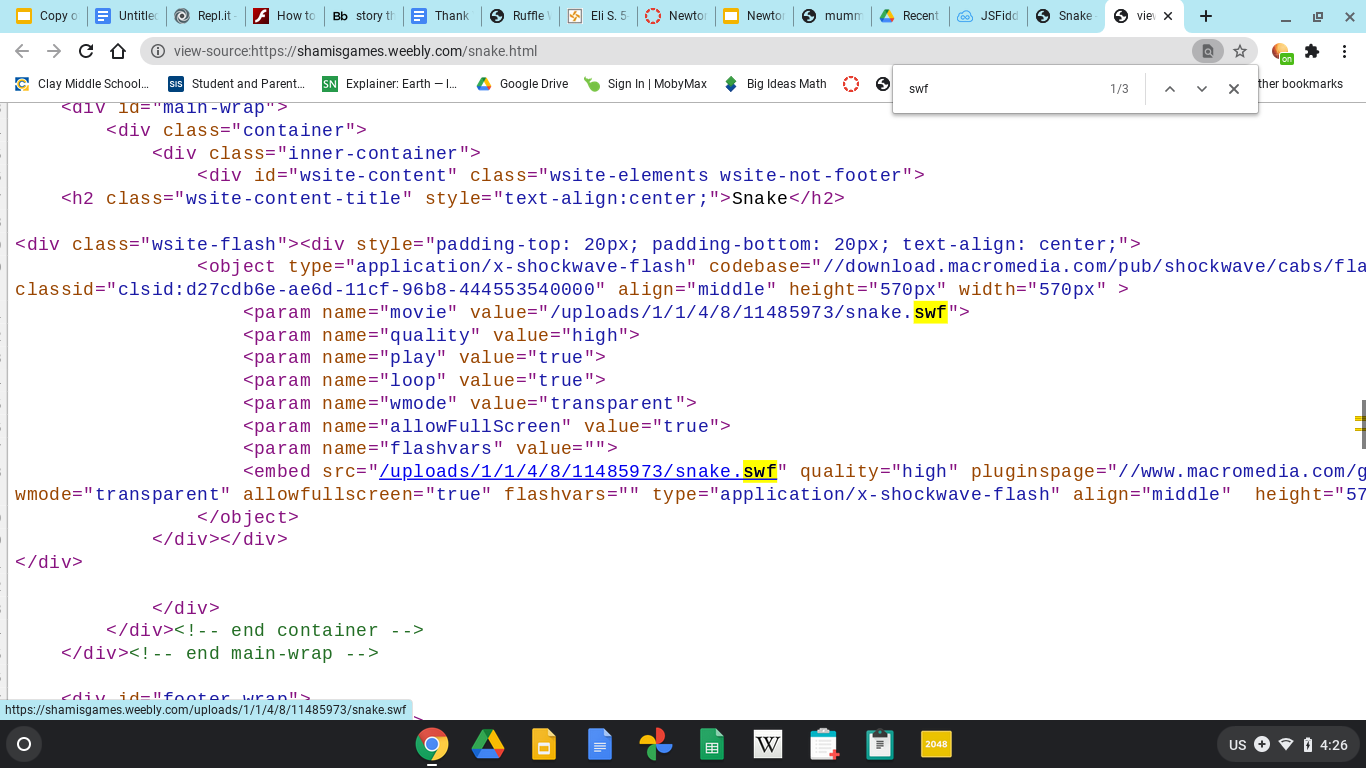 Copy o
Untitled
Repl.it -
How to
Bb story th
Thank
Ruffle
Eli S. 5-
Newto
Newto
mumm
Recent
JSFidd
Snake -
view
view-source:https://shamisgames.weebly.com/snake.html
on
Clay Middle School...
SIS Student and Parent...
SN Explainer: Earth — l...
Google Drive
Sign In | MobyMax
Big Ideas Math
ther bookmarks
swf 1/3
<div id="main-wrap">
<div class="container">
<div class="inner-container">
<div id="wsite-content" class="wsite-elements wsite-not-footer">
<h2 class="wsite-content-title" style="text-align:center;">Snake</h2>
<div class="wsite-flash"><div style="padding-top: 20px; padding-bottom: 20px; text-align: center;">
<object type="application/x-shockwave-flash" codebase="//download.macromedia.com/pub/shockwave/cabs/fla
classid="clsid:d27cdb6e-ae6d-11cf-96b8-444553540000" align="middle" height="570px" width="570px" >
<param name="movie" value="/uploads/1/1/4/8/11485973/snake.swf">
<param name="quality" value="high">
<param name="play" value="true">
<param name="loop" value="true">
<param name="wmode" value="transparent">
<param name="allowFullScreen" value="true">
<param name="flashvars" value="">
<embed src="/uploads/1/1/4/8/11485973/snake.swf" quality="high" pluginspage="//www.macromedia.com/g
wmode="transparent" allowfullscreen="true" flashvars="" type="application/x-shockwave-flash" align="middle"  height="57
</object>
</div></div>
</div>
</div>
</div><!-- end container -->
</div><!-- end main-wrap -->
<div id="footer-wrap">
>
https://shamisgames.weebly.com/uploads/1/1/4/8/11485973/snake.swf
W
2048
US 4:26